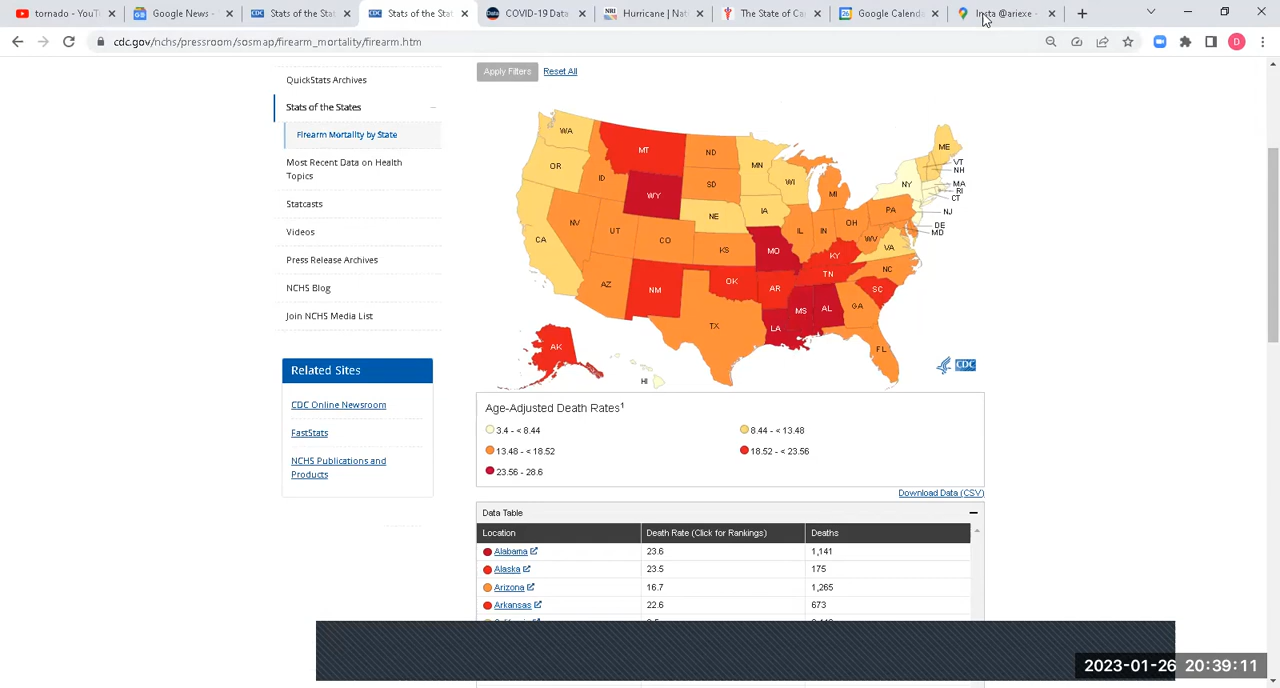 tornado - YouT
Google News -
Stats of the Sta
Stats of the Sta
COVID-19 Data
Hurricane | Nat
The State of Ca
Google Calend
Insta @ariexe -
cdc.gov/nchs/pressroom/sosmap/firearm_mortality/firearm.htm
D
QuickStats Archives
Stats of the States
Firearm Mortality by State
Most Recent Data on Health
Topics
Statcasts
Videos
Press Release Archives
NCHS Blog
Join NCHS Media List
Related Sites
CDC Online Newsroom
FastStats
NCHS Publications and
Products
Apply Filters Reset All
WA
MT
ND
MN
ME
VT
NH
OR
ID
SD
WI
MI
NY
MA
RI
CT
WY
NE
IA
PA
NJ
NV
UT
CO
KS
IL
IN
OH
WV
VA
DE
MD
CA
MO
KY
NC
AZ
NM
OK
AR
TN
SC
TX
LA
MS
AL
GA
FL
AK
HI
CDC
Age-Adjusted Death Rates1
3.4 - < 8.44
8.44 - < 13.48
13.48 - < 18.52
18.52 - < 23.56
23.56 - 28.6
Download Data (CSV)
Data Table
Location Death Rate (Click for Rankings) Deaths
Alabama 23.6 1,141
Alaska 23.5 175
Arizona 16.7 1,265
Arkansas 22.6 673
2023-01-26 20:39:11